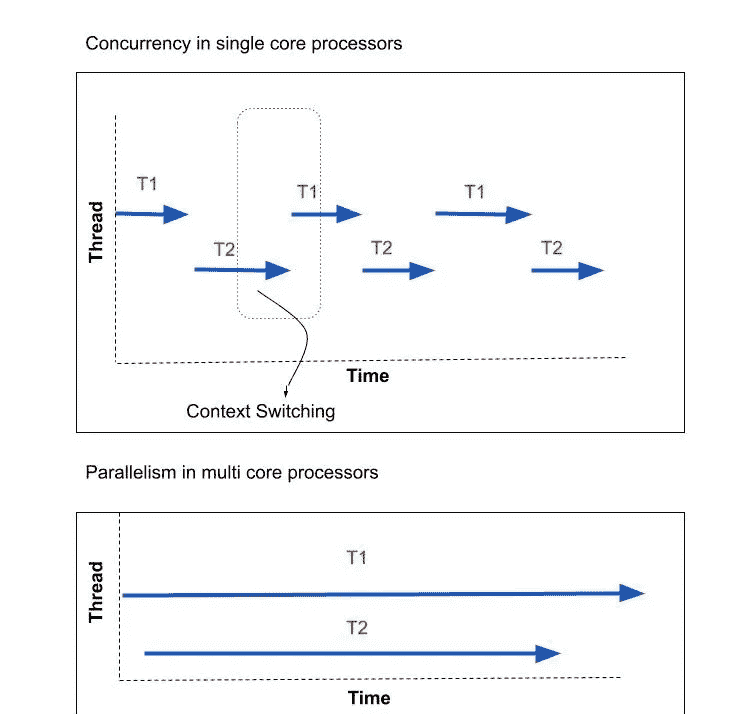 Concurrency in single core processors
T1
T1
T1
Thread
T2
T2
T2
Time
Context Switching
Parallelism in multi core processors
T1
Thread
T2
Time